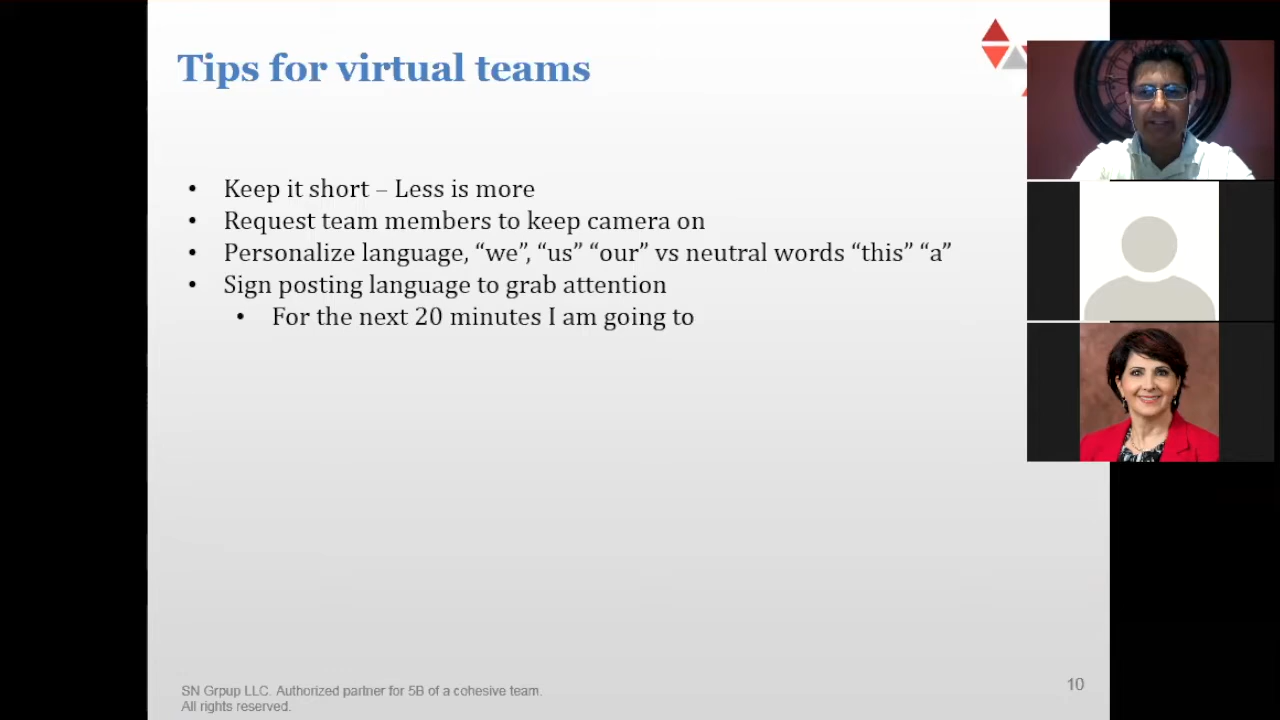 Tips for virtual teams
• Keep it short – Less is more
• Request team members to keep camera on
• Personalize language, “we”, “us” “our” vs neutral words “this” “a”
• Sign posting language to grab attention
• For the next 20 minutes I am going to
SN Grpup LLC. Authorized partner for 5B of a cohesive team.
All rights reserved.
10